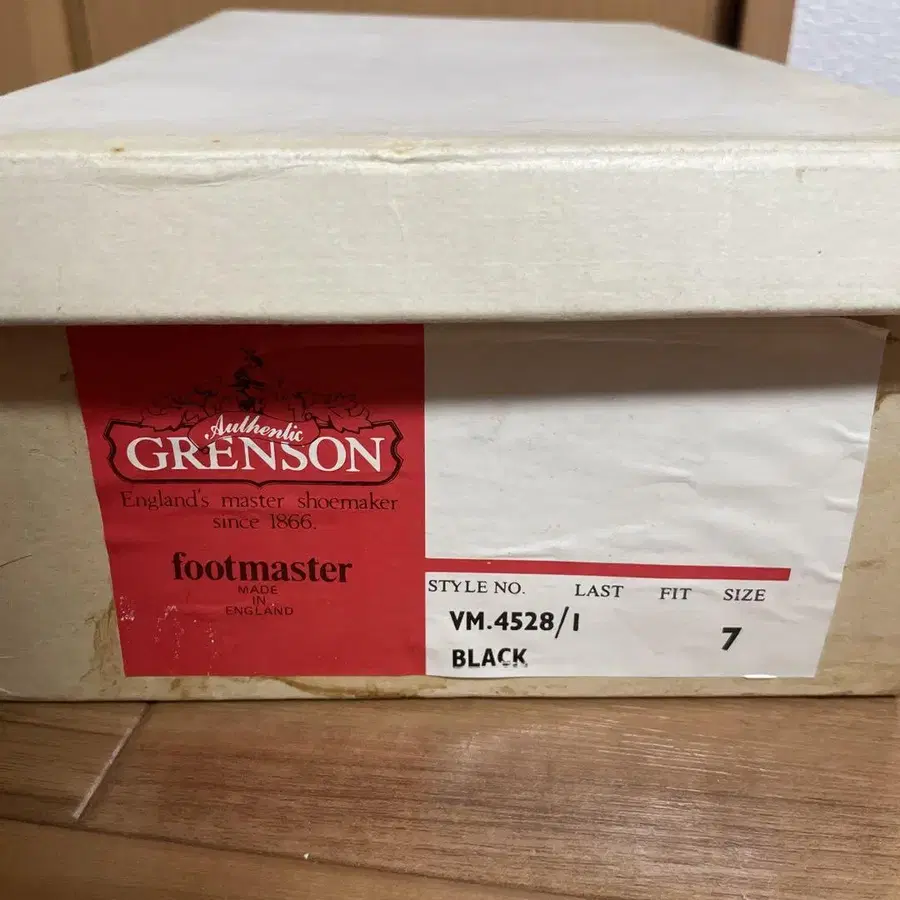 Authentic
GRENSON
England's master shoemaker
since 1866.
footmaster
MADE
IN
ENGLAND
STYLE NO. LAST FIT SIZE
VM.4528/1 7
BLACK